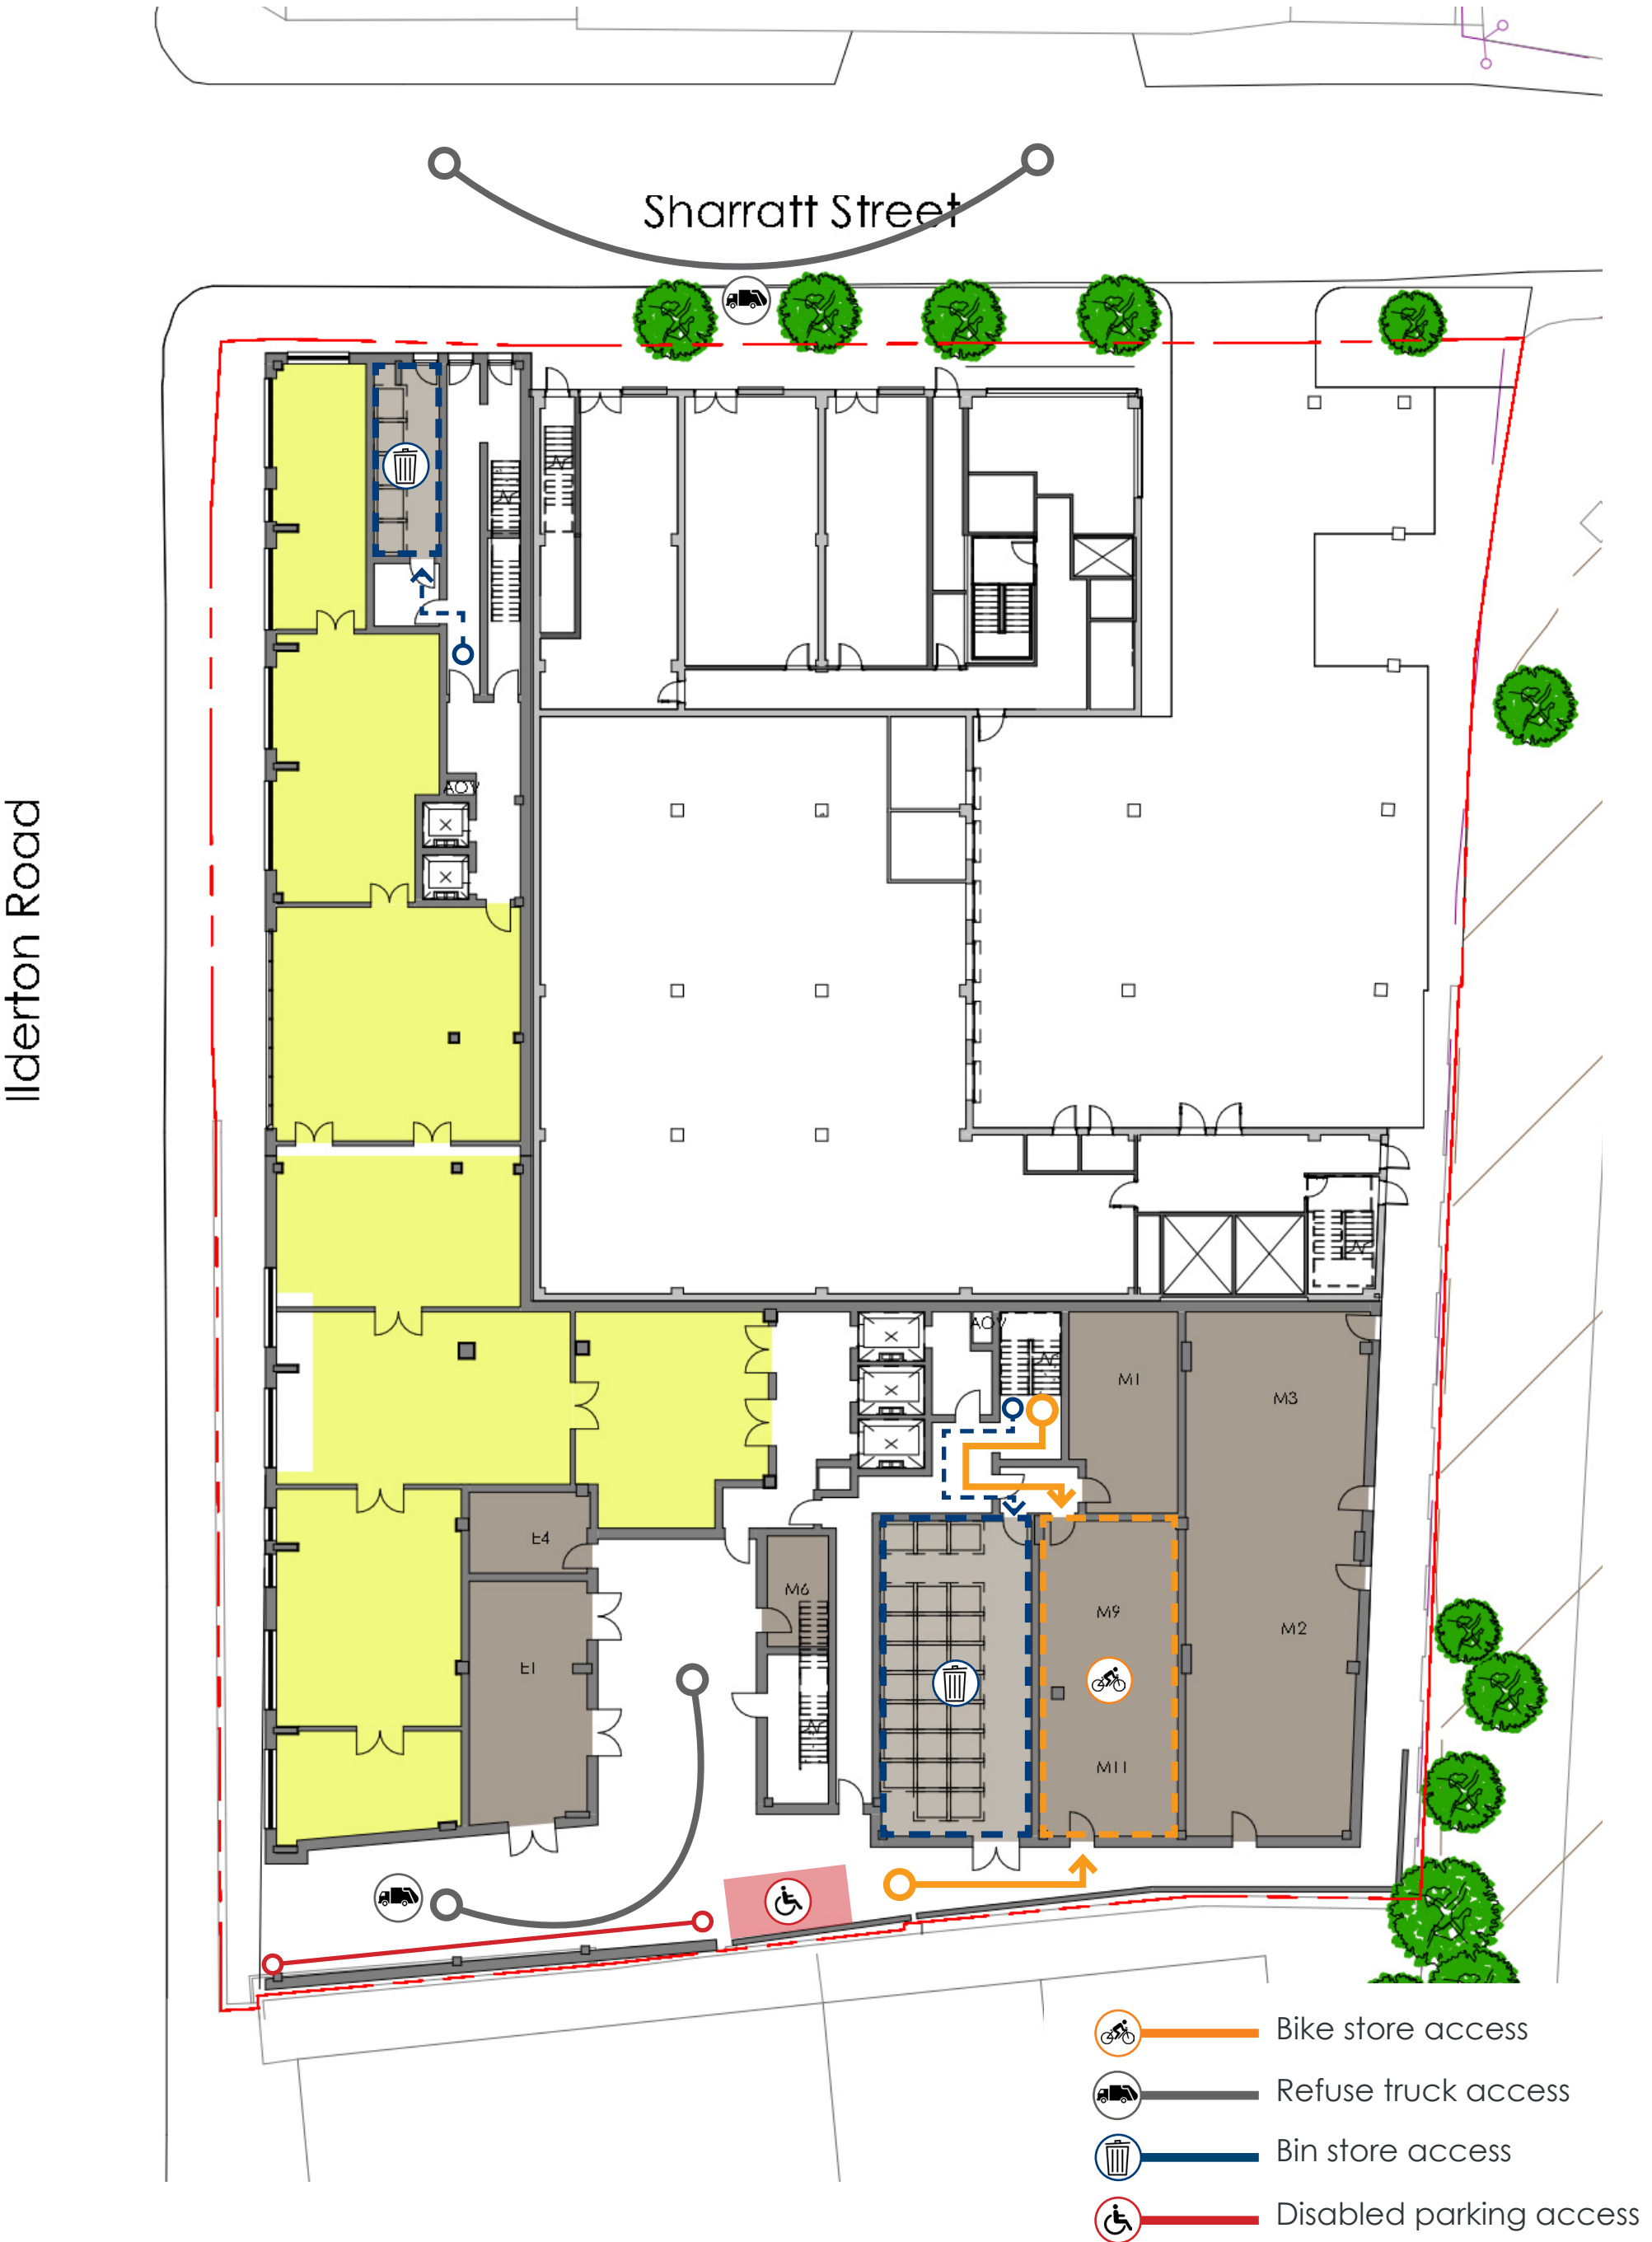 Sharratt Street
Ilderton Road
AOV
AOV
M1
M3
E4
M6
M9
M2
E1
M11
Bike store access
Refuse truck access
Bin store access
Disabled parking access